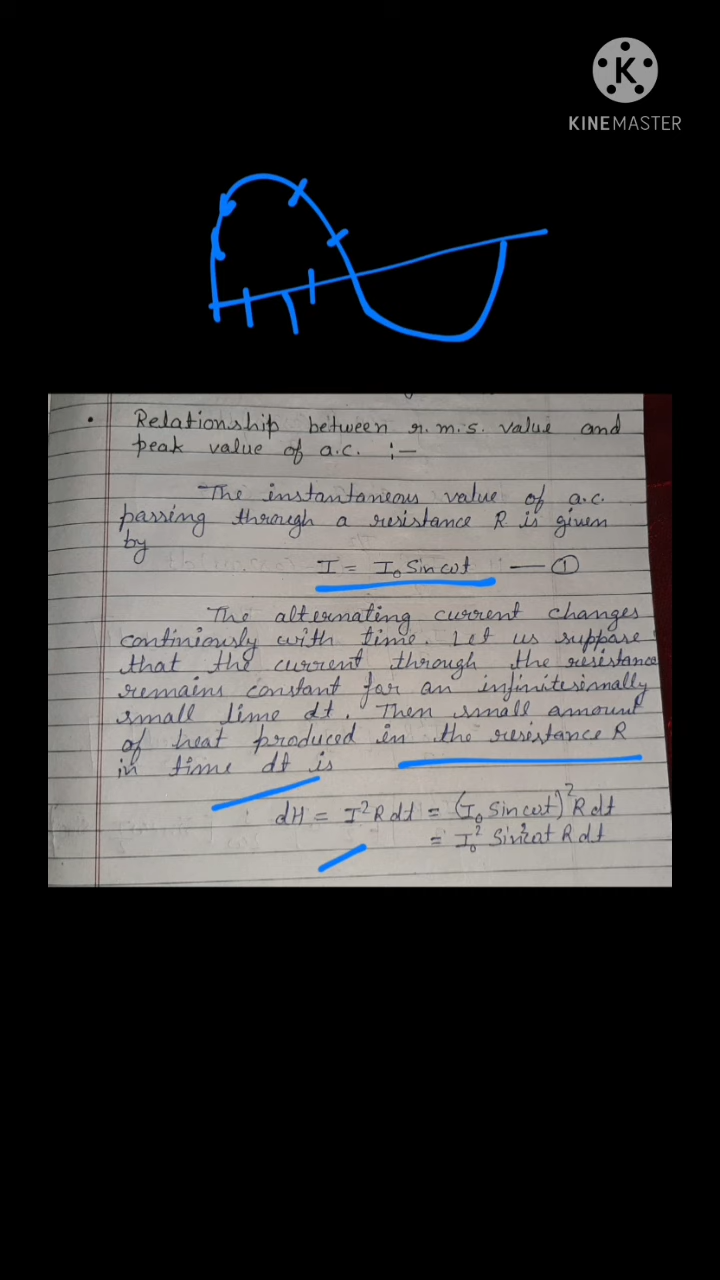 K
KINEMASTER
• Relationship between r.m.s. value and
peak value of a.c. :—
The instantaneous value of a.c.
passing through a resistance R is given
by
I = I₀ Sin ωt — ①
The alternating current changes
continiously with time. Let us suppose
that the current through the resistance
remains constant for an infinitesimally
small time dt. Then small amount
of heat produced in the resistance R
in time dt is
dH = I²R dt = (I₀ Sin ωt)² R dt
= I₀² Sin²ωt R dt